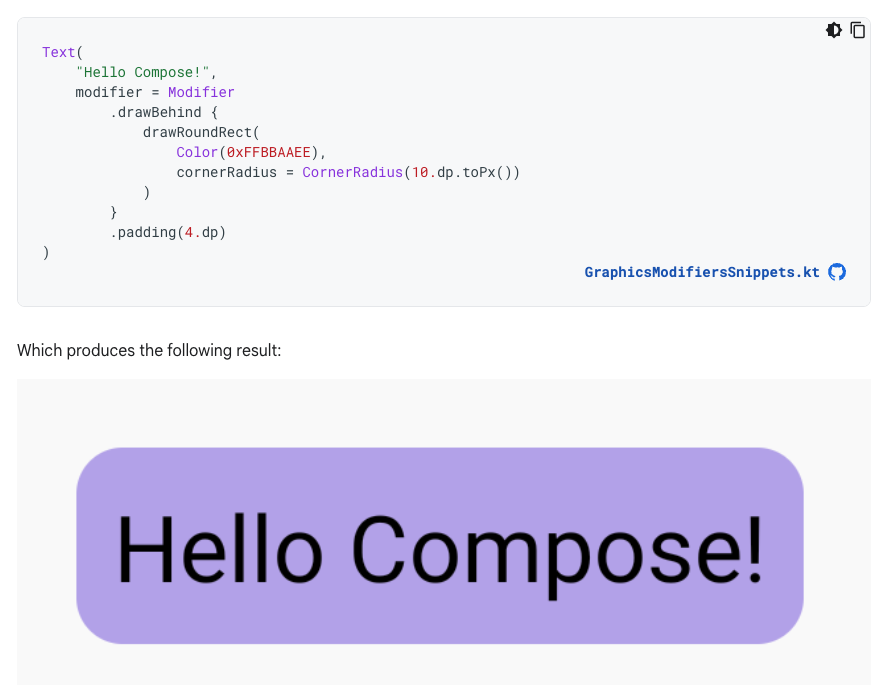 Text(
    "Hello Compose!",
    modifier = Modifier
        .drawBehind {
            drawRoundRect(
                Color(0xFFBBAAEE),
                cornerRadius = CornerRadius(10.dp.toPx())
            )
        }
        .padding(4.dp)
)
GraphicsModifiersSnippets.kt
Which produces the following result:
Hello Compose!